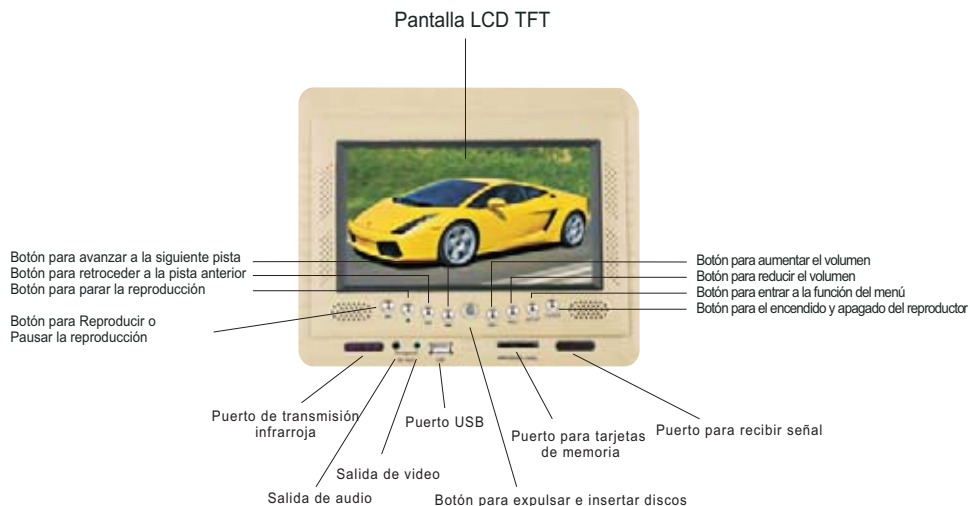 Pantalla LCD TFT
Botón para avanzar a la siguiente pista
Botón para retroceder a la pista anterior
Botón para parar la reproducción
Botón para Reproducir o
Pausar la reproducción
Botón para aumentar el volumen
Botón para reducir el volumen
Botón para entrar a la función del menú
Botón para el encendido y apagado del reproductor
Puerto de transmisión
infrarroja
Salida de audio
Salida de video
Puerto USB
Botón para expulsar e insertar discos
Puerto para tarjetas
de memoria
Puerto para recibir señal